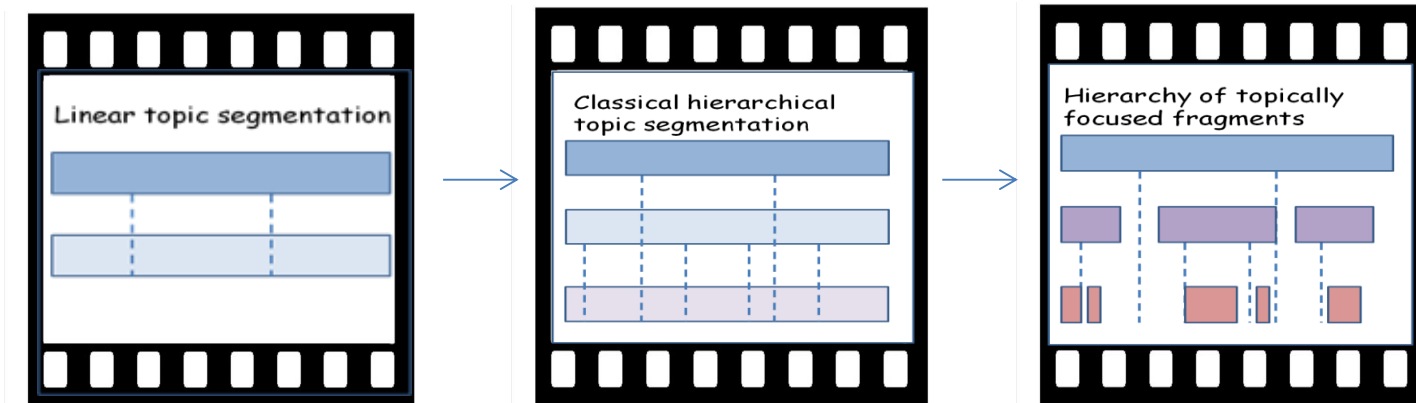 Linear topic segmentation
Classical hierarchical
topic segmentation
Hierarchy of topically
focused fragments